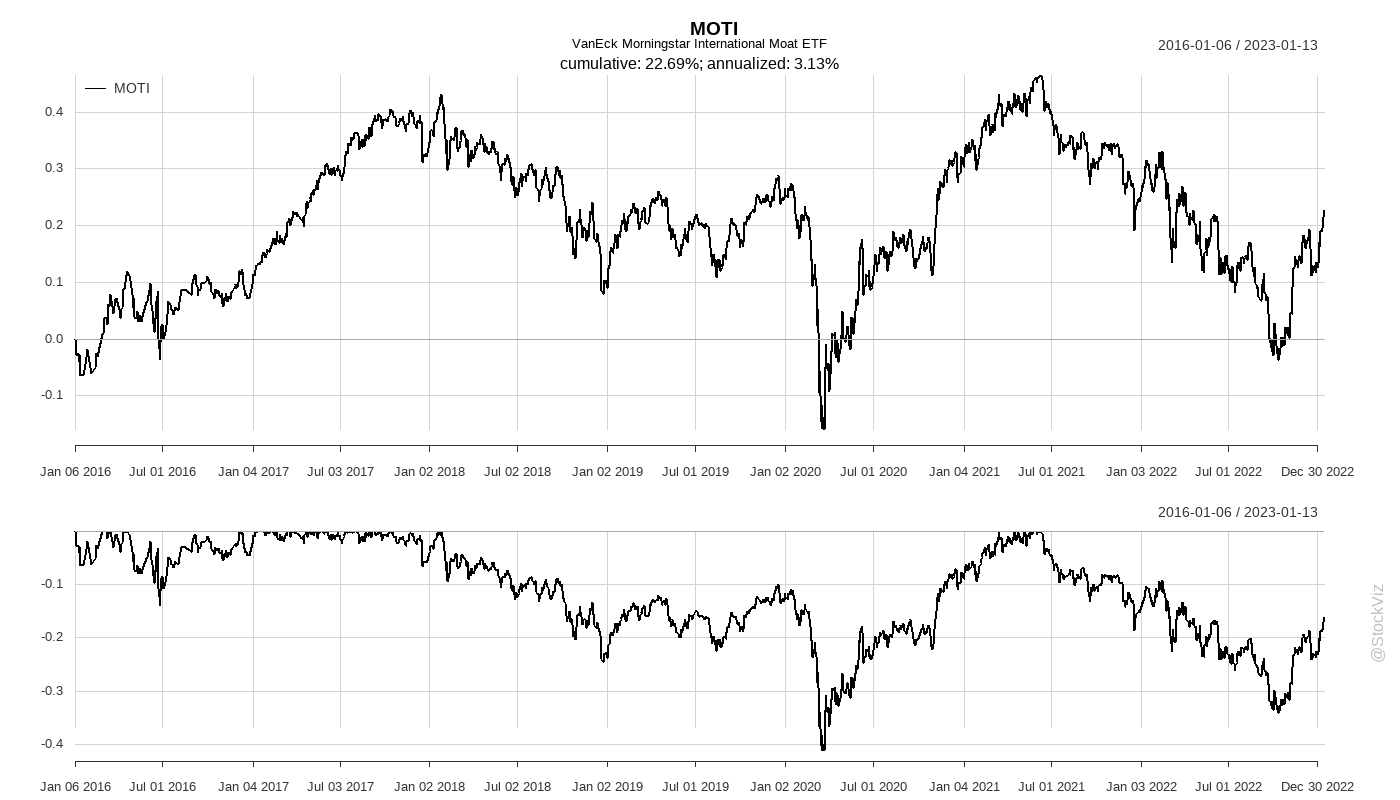 MOTI
VanEck Morningstar International Moat ETF
2016-01-06 / 2023-01-13
cumulative: 22.69%; annualized: 3.13%
MOTI
0.4
0.3
0.2
0.1
0.0
-0.1
Jan 06 2016 Jul 01 2016 Jan 04 2017 Jul 03 2017 Jan 02 2018 Jul 02 2018 Jan 02 2019 Jul 01 2019 Jan 02 2020 Jul 01 2020 Jan 04 2021 Jul 01 2021 Jan 03 2022 Jul 01 2022 Dec 30 2022
2016-01-06 / 2023-01-13
-0.1
-0.2
-0.3
-0.4
Jan 06 2016 Jul 01 2016 Jan 04 2017 Jul 03 2017 Jan 02 2018 Jul 02 2018 Jan 02 2019 Jul 01 2019 Jan 02 2020 Jul 01 2020 Jan 04 2021 Jul 01 2021 Jan 03 2022 Jul 01 2022 Dec 30 2022
@StockViz